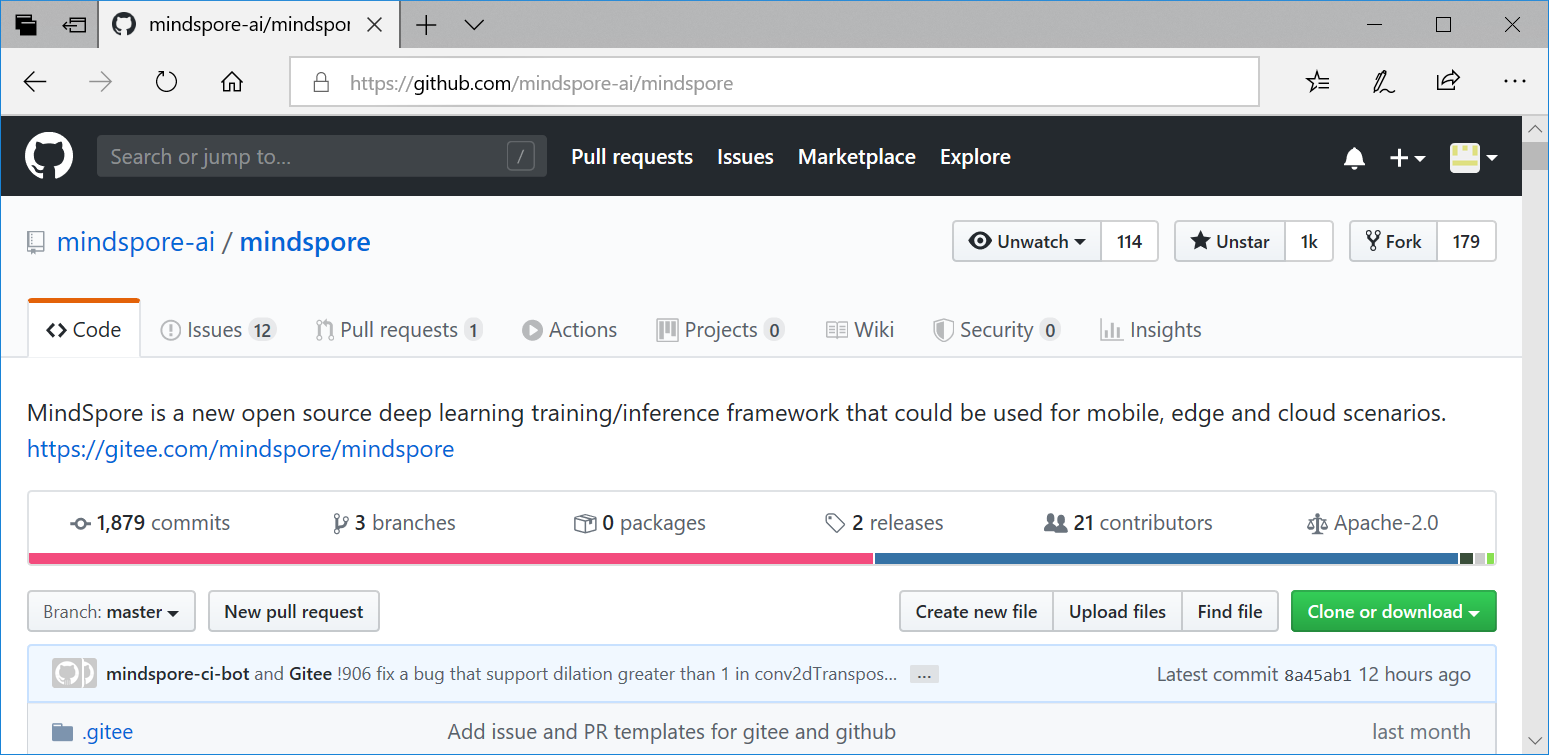 mindspore-ai/mindspor
https://github.com/mindspore-ai/mindspore
Search or jump to... / Pull requests Issues Marketplace Explore
mindspore-ai / mindspore Unwatch 114 Unstar 1k Fork 179
Code Issues 12 Pull requests 1 Actions Projects 0 Wiki Security 0 Insights
MindSpore is a new open source deep learning training/inference framework that could be used for mobile, edge and cloud scenarios.
https://gitee.com/mindspore/mindspore
1,879 commits 3 branches 0 packages 2 releases 21 contributors Apache-2.0
Branch: master New pull request Create new file Upload files Find file Clone or download
mindspore-ci-bot and Gitee !906 fix a bug that support dilation greater than 1 in conv2dTranspos... ... Latest commit 8a45ab1 12 hours ago
.gitee Add issue and PR templates for gitee and github last month